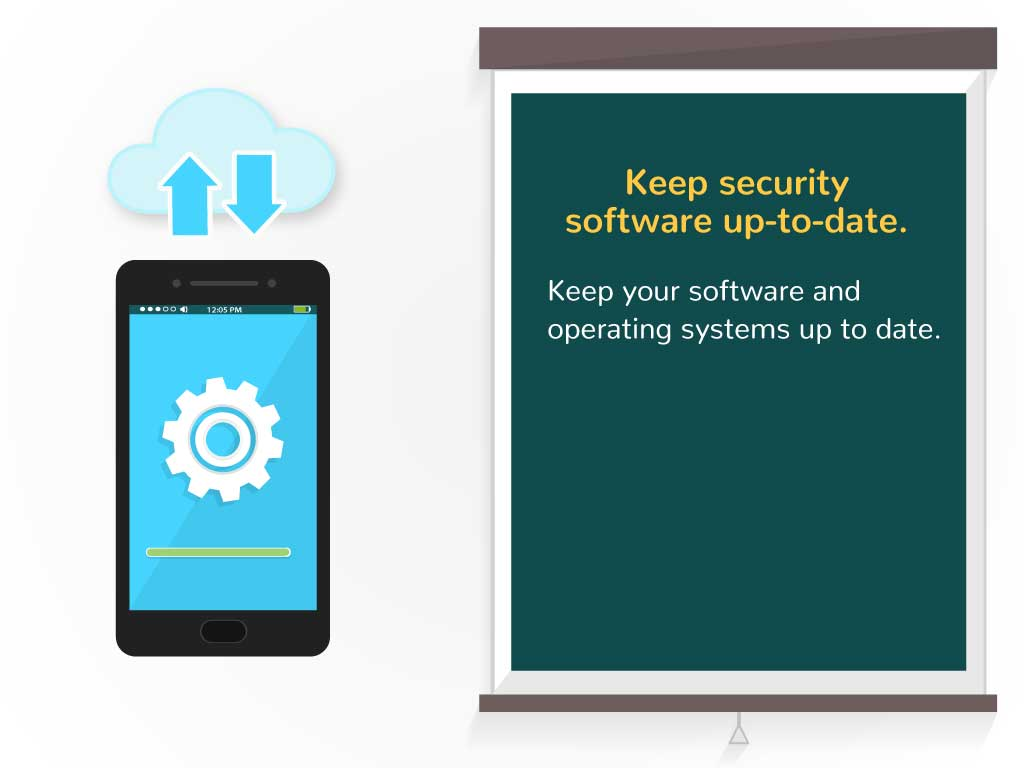 12:05 PM
Keep security
software up-to-date.
Keep your software and
operating systems up to date.